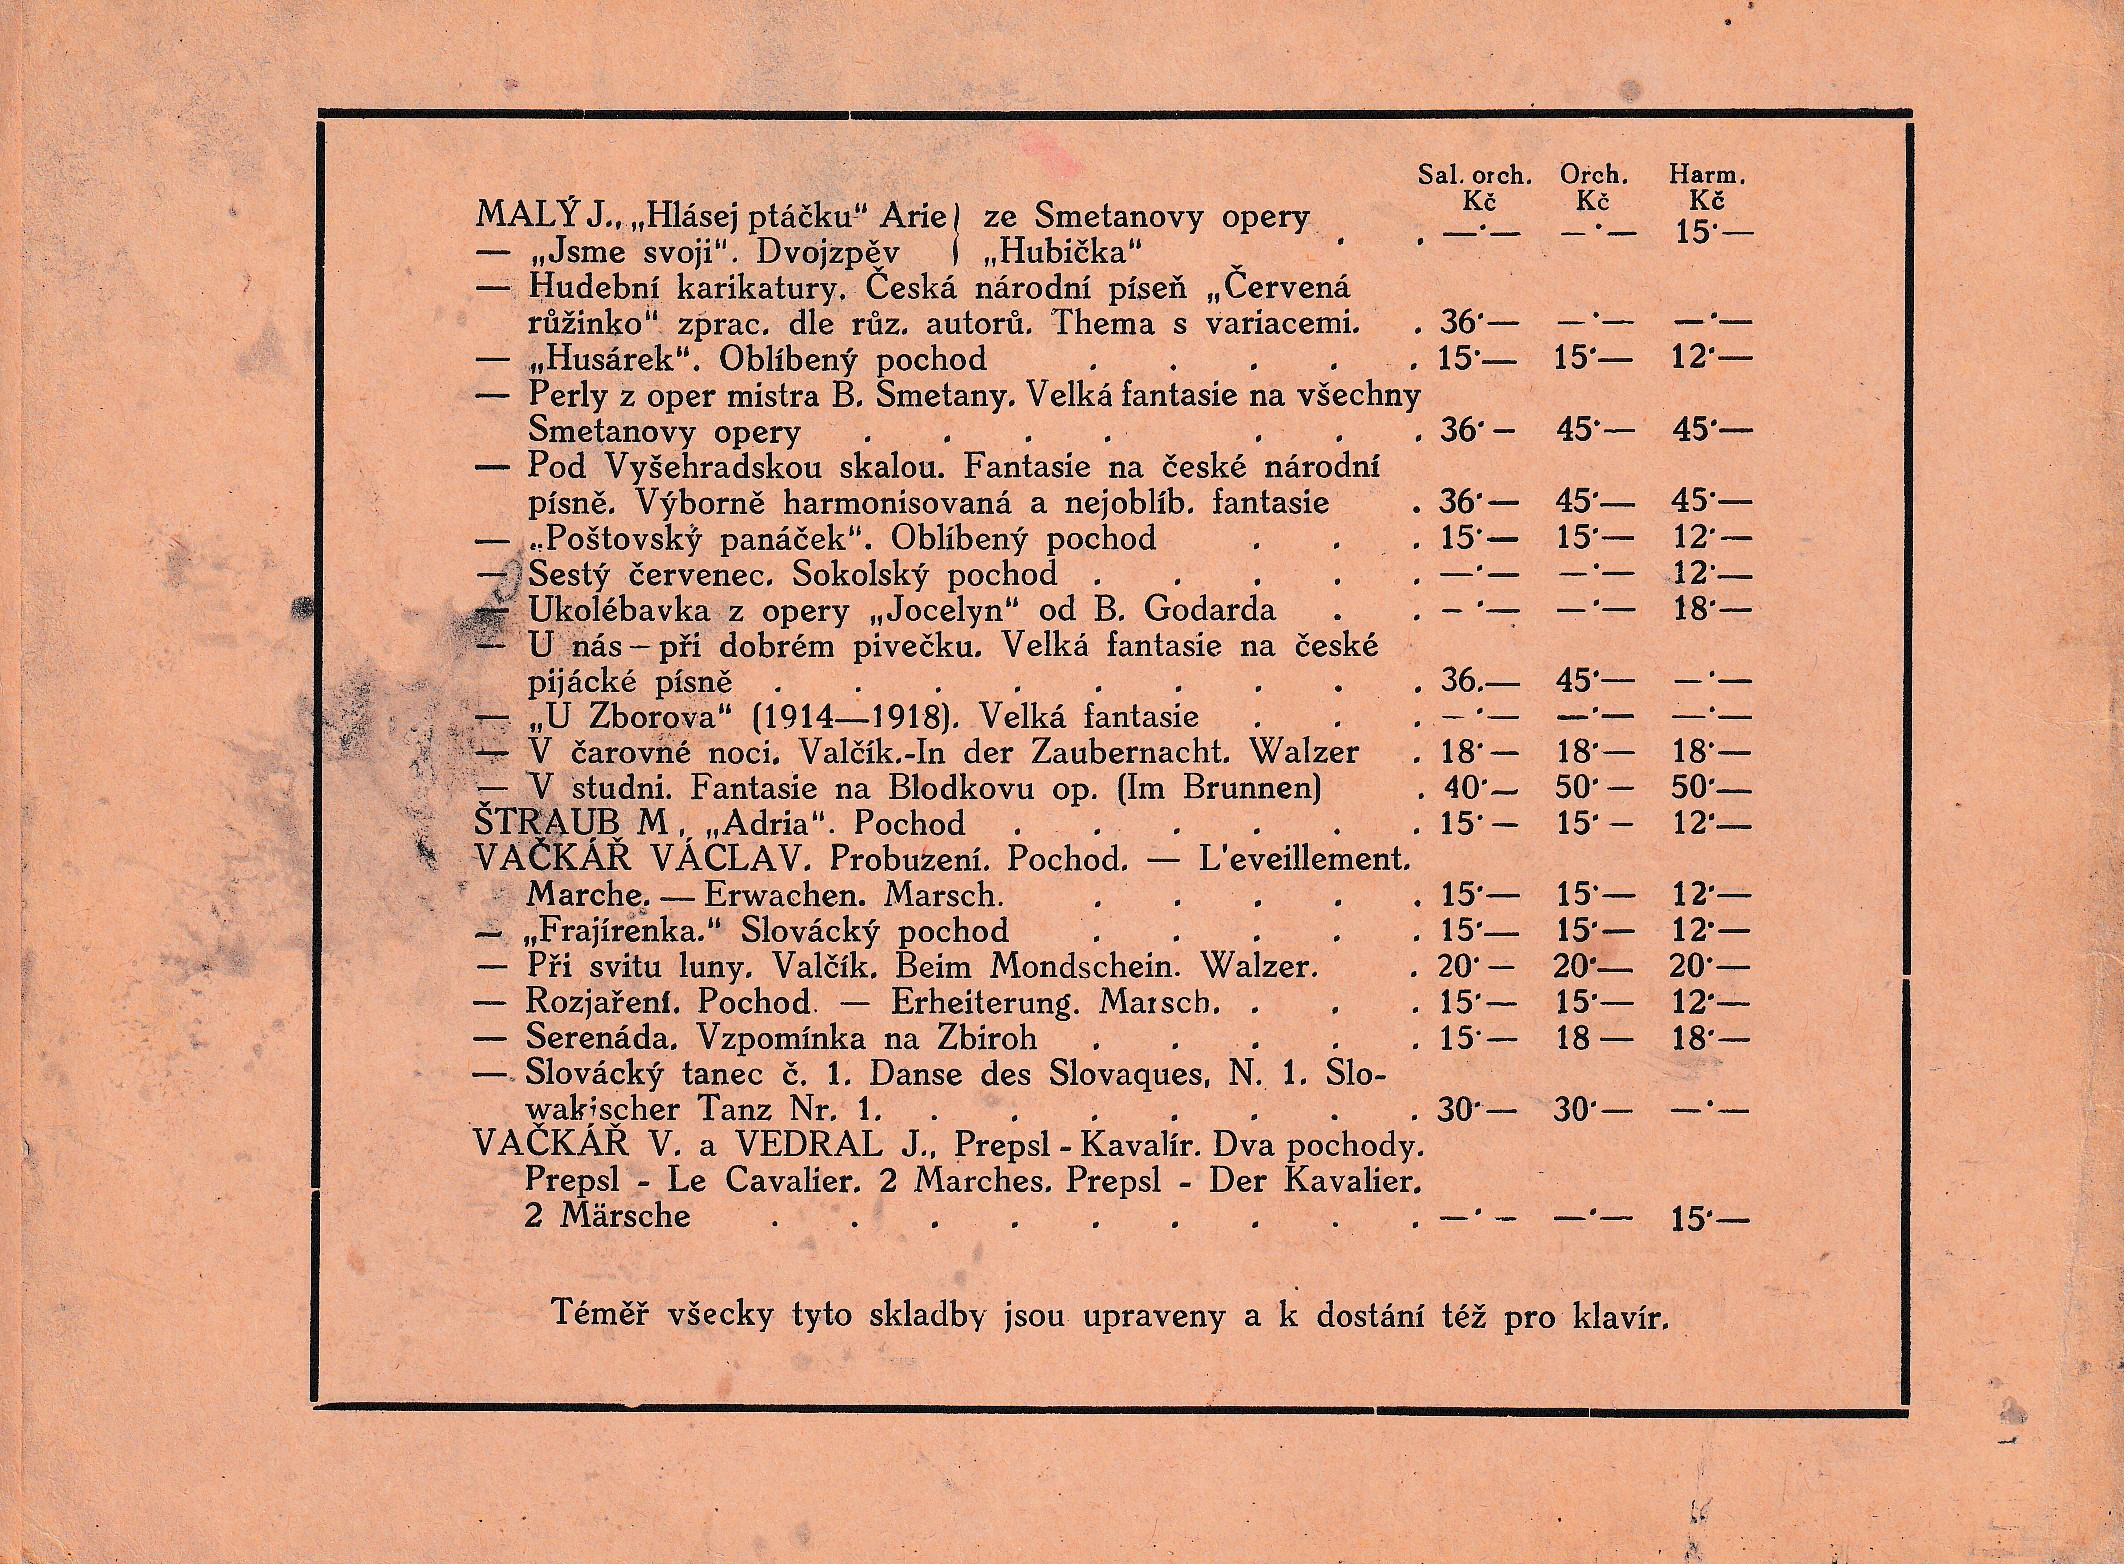 Sal. orch. Orch. Harm.
Kč Kč Kč
MALÝ J., „Hlásej ptáčku“ Arie) ze Smetanovy opery
. . —·— —·— 15·—
— „Jsme svoji“. Dvojzpěv ) „Hubička“
— Hudební karikatury. Česká národní píseň „Červená
růžinko“ zprac. dle růz. autorů. Thema s variacemi. . 36·— —·— —·—
— „Husárek“. Oblíbený pochod . . . . . 15·— 15·— 12·—
— Perly z oper mistra B. Smetany. Velká fantasie na všechny
Smetanovy opery . . . . . . . . 36·— 45·— 45·—
— Pod Vyšehradskou skalou. Fantasie na české národní
písně. Výborně harmonisovaná a nejoblíb. fantasie . 36·— 45·— 45·—
— „Poštovský panáček“. Oblíbený pochod . . . 15·— 15·— 12·—
— Sestý červenec. Sokolský pochod . . . . . —·— —·— 12·—
— Ukolébavka z opery „Jocelyn“ od B. Godarda . . —·— —·— 18·—
— U nás – při dobrém pivečku. Velká fantasie na české
pijácké písně . . . . . . . . . 36.— 45·— —·—
— „U Zborova“ (1914—1918). Velká fantasie . . . —·— —·— —·—
— V čarovné noci. Valčík.-In der Zaubernacht. Walzer . 18·— 18·— 18·—
— V studni. Fantasie na Blodkovu op. (Im Brunnen) . 40·— 50·— 50·—
ŠTRAUB M., „Adria“. Pochod . . . . . . 15·— 15·— 12·—
VAČKÁŘ VÁCLAV. Probuzení. Pochod. — L'eveillement.
Marche. — Erwachen. Marsch. . . . . . 15·— 15·— 12·—
— „Frajírenka.“ Slovácký pochod . . . . . 15·— 15·— 12·—
— Při svitu luny. Valčík. Beim Mondschein. Walzer. . 20·— 20·— 20·—
— Rozjaření. Pochod. — Erheiterung. Marsch. . . . 15·— 15·— 12·—
— Serenáda. Vzpomínka na Zbiroh . . . . . 15·— 18 — 18·—
— Slovácký tanec č. 1. Danse des Slovaques, N. 1. Slo-
wakischer Tanz Nr. 1. . . . . . . . 30·— 30·— —·—
VAČKÁŘ V. a VEDRAL J., Prepsl - Kavalír. Dva pochody.
Prepsl - Le Cavalier. 2 Marches. Prepsl - Der Kavalier.
2 Märsche . . . . . . . . . —·— —·— 15·—
Téměř všecky tyto skladby jsou upraveny a k dostání též pro klavír.